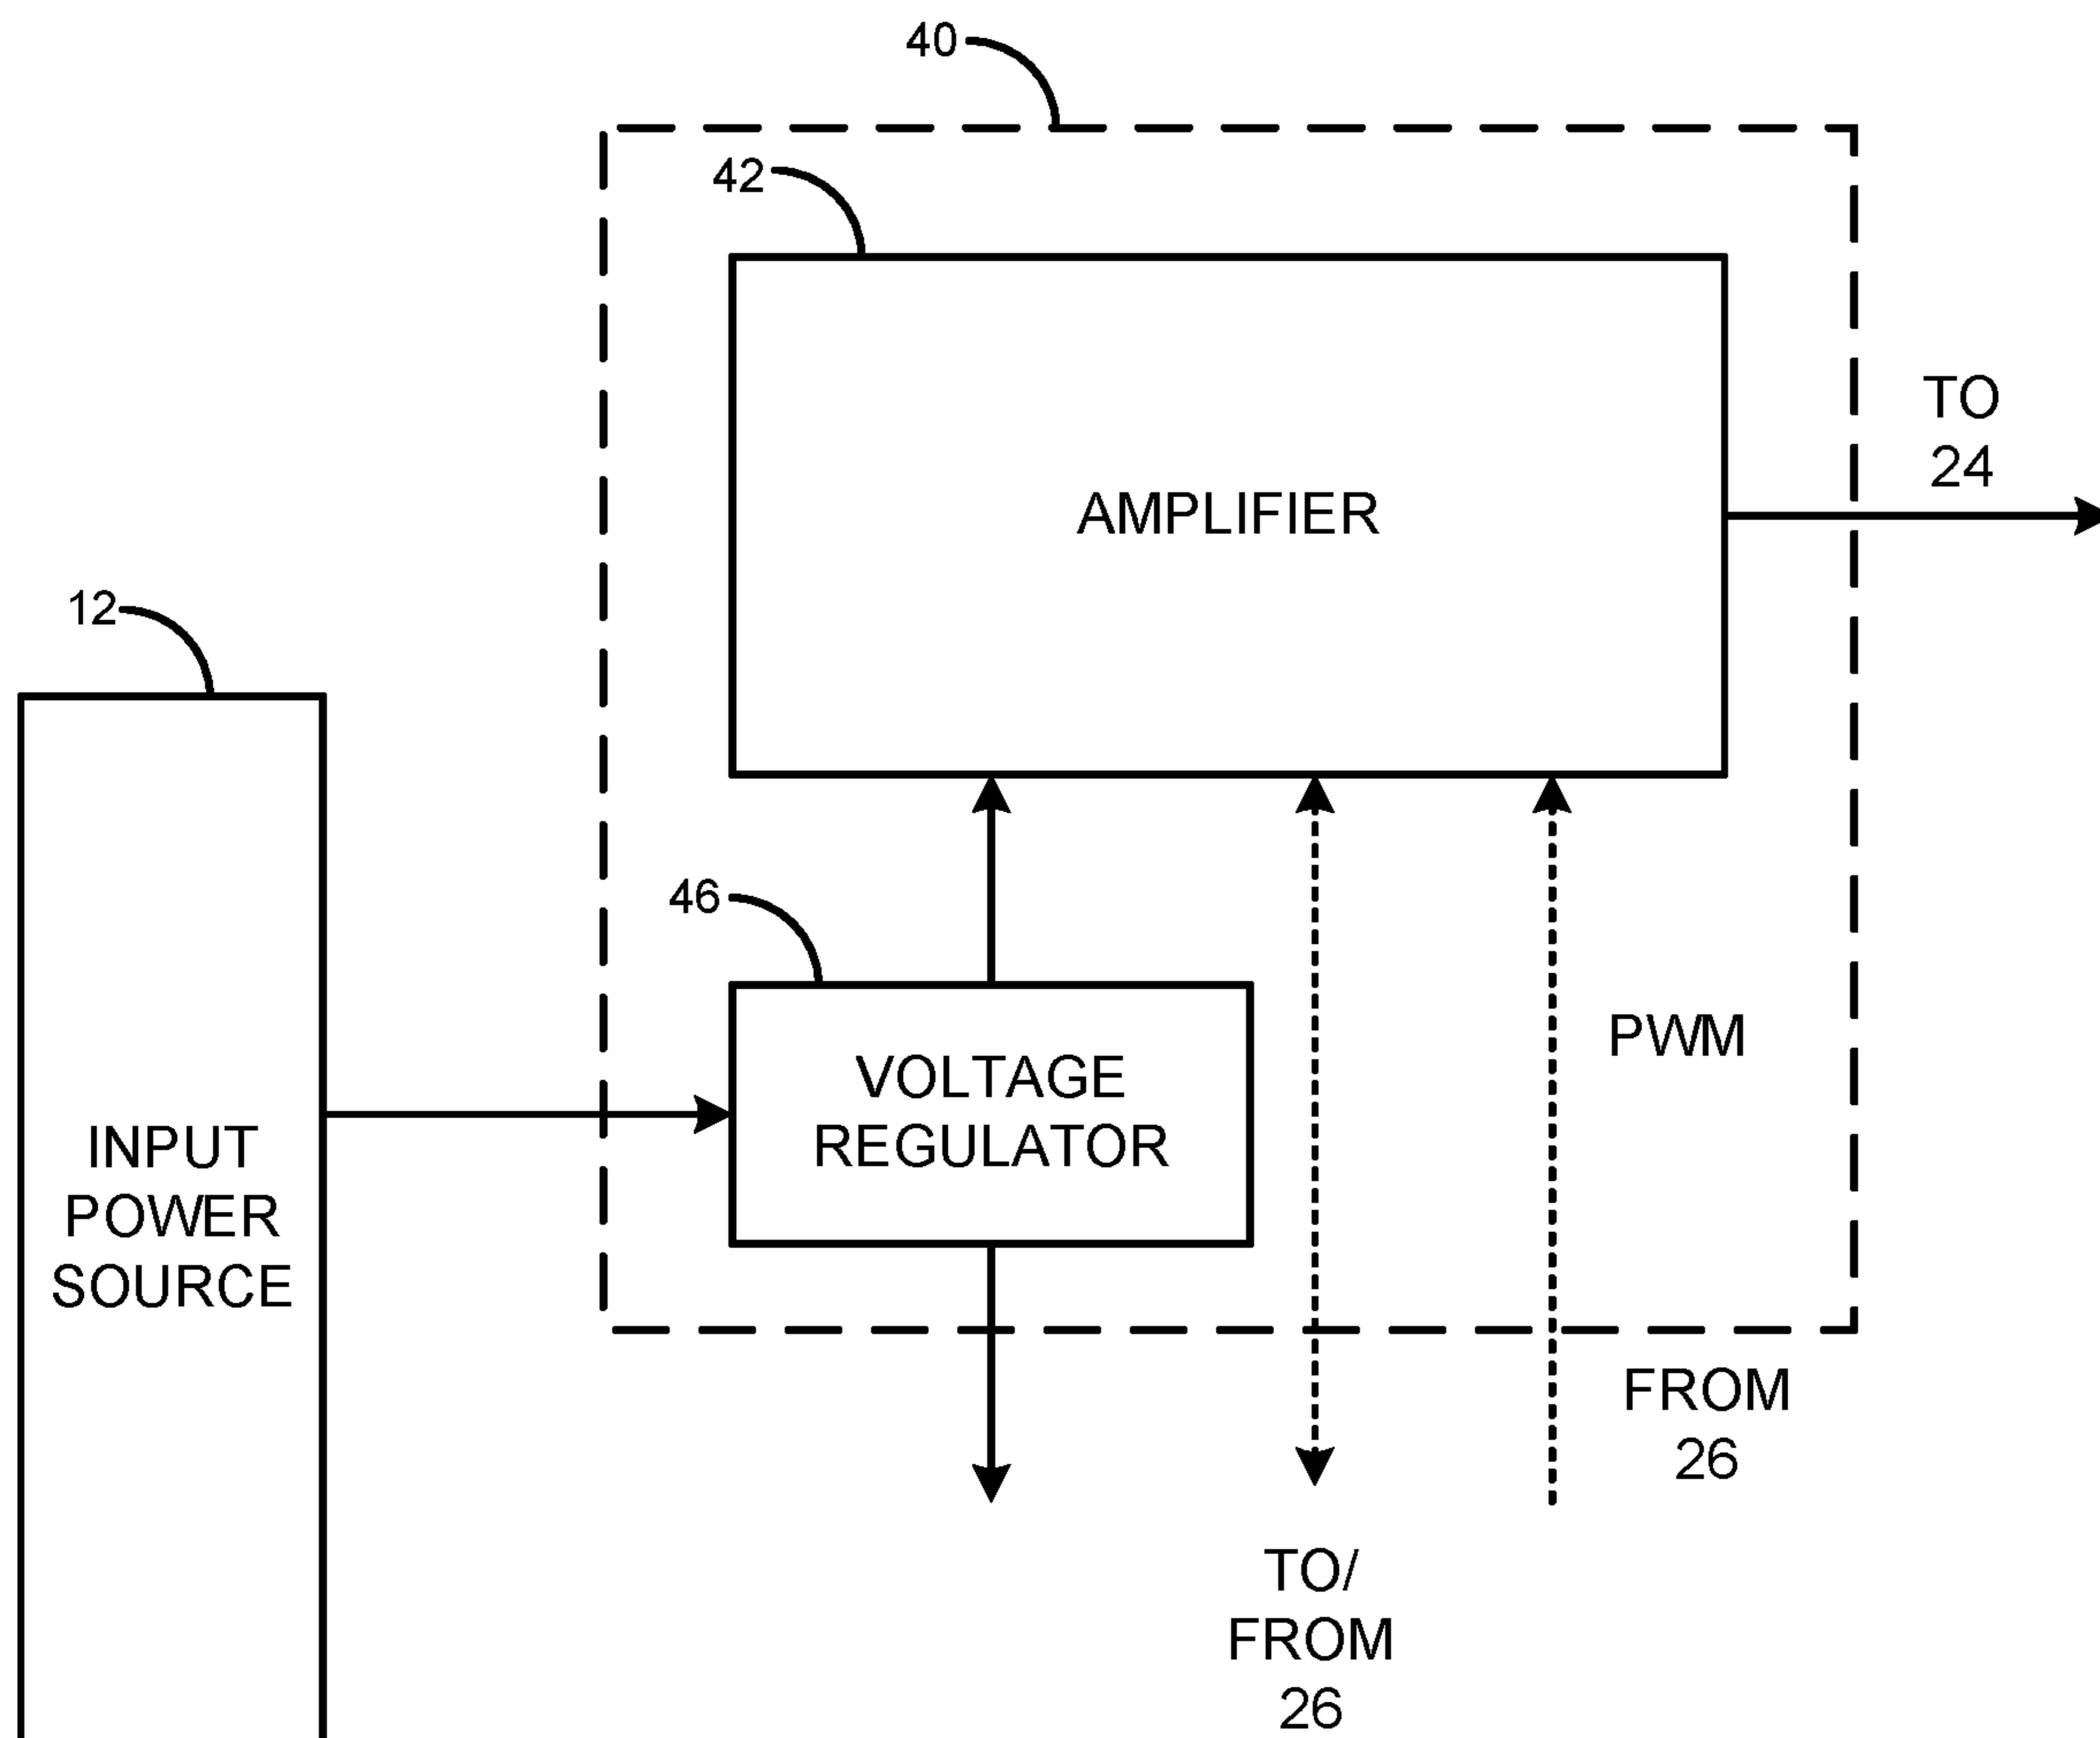 40
42
AMPLIFIER
TO
24
12
46
VOLTAGE
REGULATOR
PWM
INPUT
POWER
SOURCE
FROM
26
TO/
FROM
26